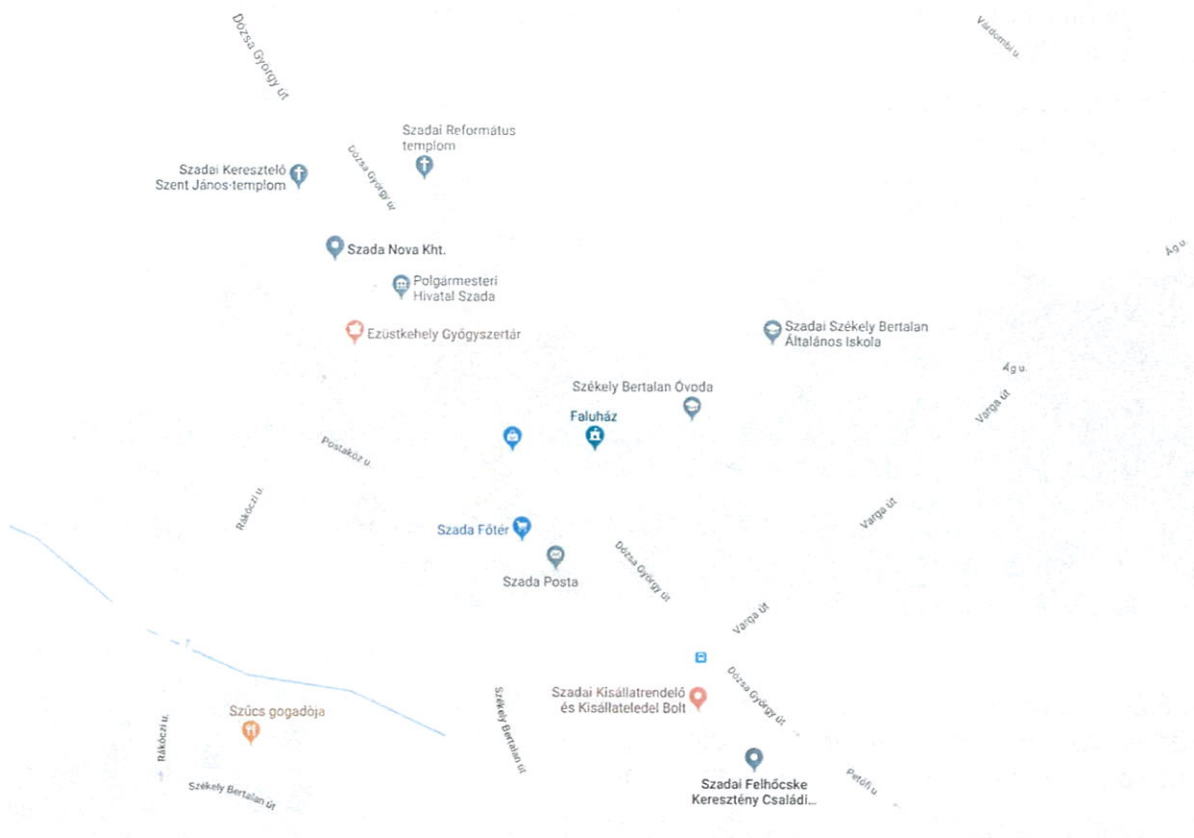 Dózsa György út
Várdombi u.
Szadai Református
templom
Dózsa György út
Szadai Keresztelő
Szent János-templom
Szada Nova Kht.
Ág u.
Polgármesteri
Hivatal Szada
Ezüstkehely Gyógyszertár
Szadai Székely Bertalan
Általános Iskola
Ág u.
Székely Bertalan Óvoda
Varga út
Faluház
Postaköz u.
Rákóczi u.
Varga út
Szada Főtér
Dózsa György út
Szada Posta
Varga út
Szadai Kisállatrendelő
és Kisállateledel Bolt
Dózsa György út
Székely Bertalan út
Szűcs gogadója
Rákóczi u.
Petőfi u.
Székely Bertalan út
Szadai Felhőcske
Keresztény Családi...